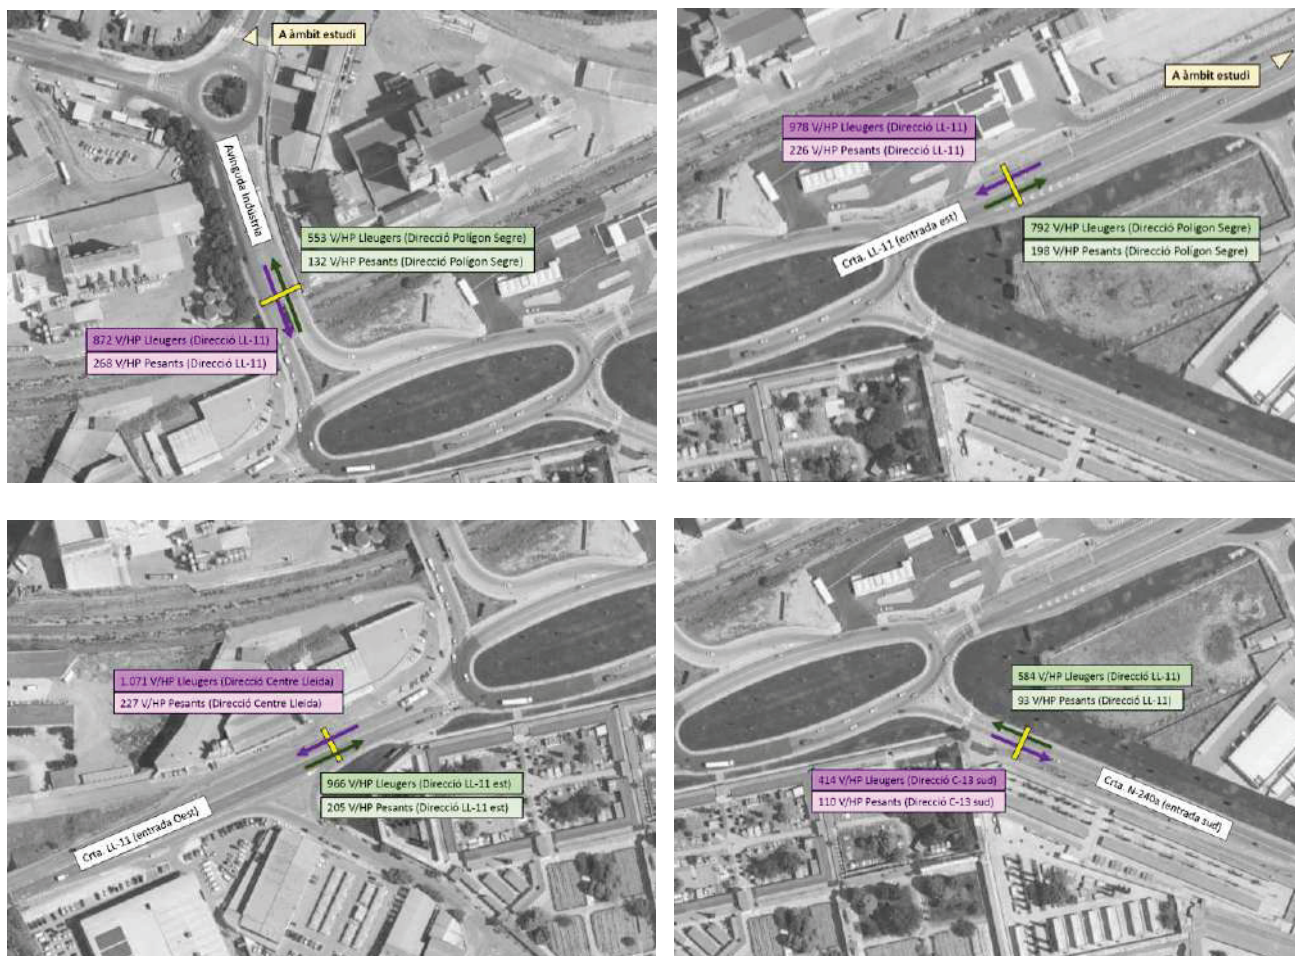 A àmbit estudi
Avinguda Indústria
553 V/HP Lleugers (Direcció Polígon Segre)
132 V/HP Pesants (Direcció Polígon Segre)
872 V/HP Lleugers (Direcció LL-11)
268 V/HP Pesants (Direcció LL-11)
A àmbit estudi
978 V/HP Lleugers (Direcció LL-11)
226 V/HP Pesants (Direcció LL-11)
Crta. LL-11 (entrada est)
792 V/HP Lleugers (Direcció Polígon Segre)
198 V/HP Pesants (Direcció Polígon Segre)
1.071 V/HP Lleugers (Direcció Centre Lleida)
227 V/HP Pesants (Direcció Centre Lleida)
966 V/HP Lleugers (Direcció LL-11 est)
205 V/HP Pesants (Direcció LL-11 est)
Crta. LL-11 (entrada Oest)
584 V/HP Lleugers (Direcció LL-11)
93 V/HP Pesants (Direcció LL-11)
414 V/HP Lleugers (Direcció C-13 sud)
110 V/HP Pesants (Direcció C-13 sud)
Crta. N-240a (entrada sud)